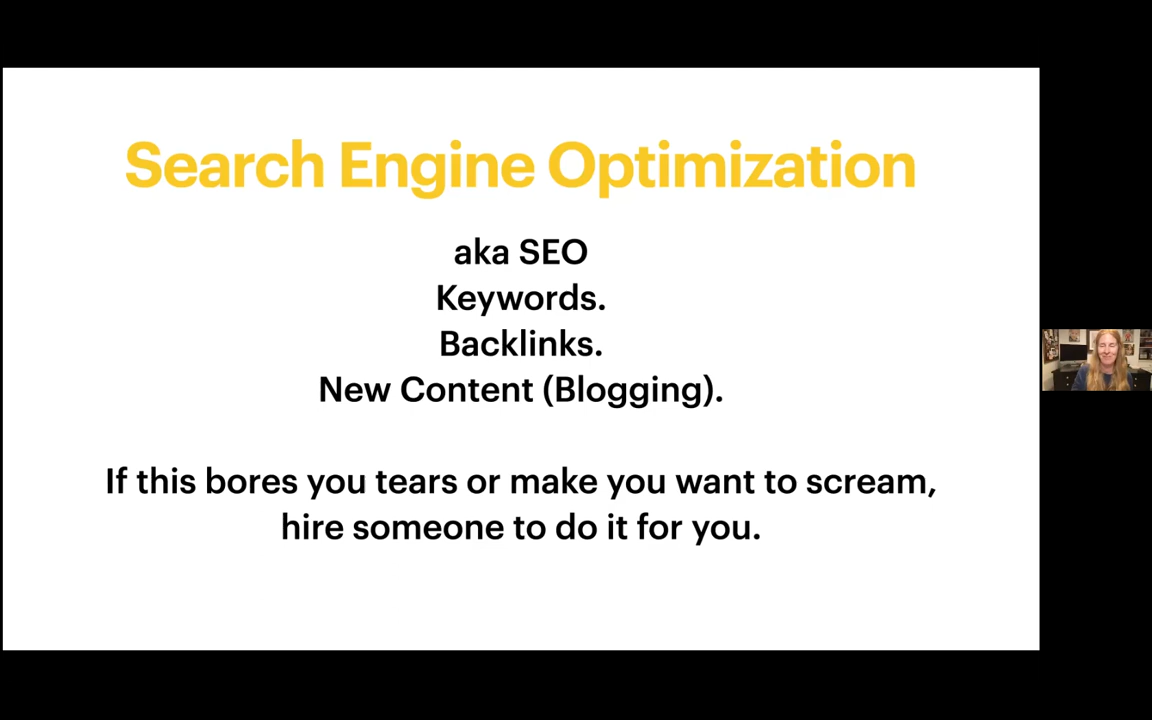 Search Engine Optimization
aka SEO
Keywords.
Backlinks.
New Content (Blogging).
If this bores you tears or make you want to scream,
hire someone to do it for you.